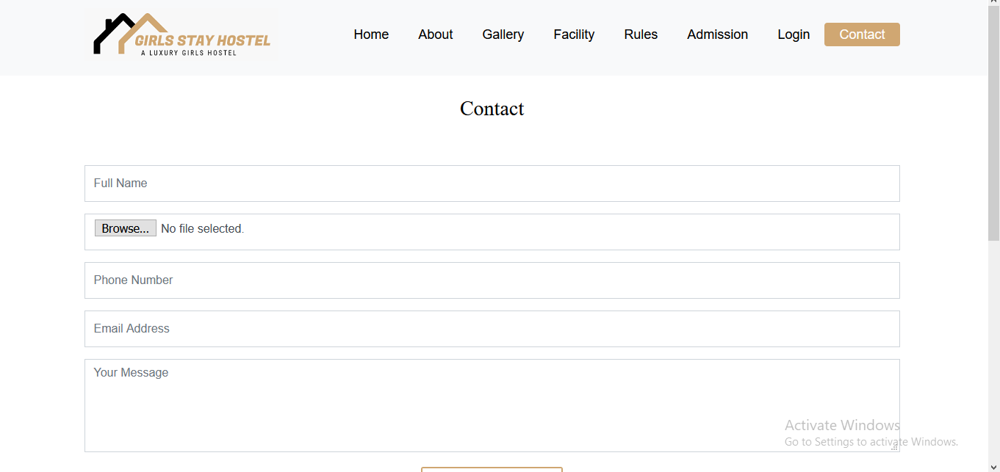 GIRLS STAY HOSTEL
A LUXURY GIRLS HOSTEL
Home About Gallery Facility Rules Admission Login Contact
Contact
Full Name
Browse... No file selected.
Phone Number
Email Address
Your Message
Activate Windows
Go to Settings to activate Windows.